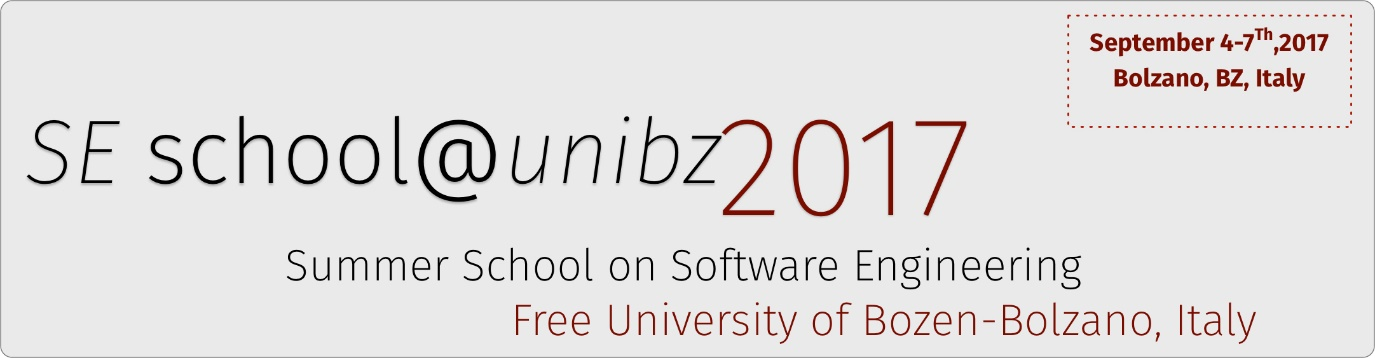 September 4-7Th,2017
Bolzano, BZ, Italy
SE school@unibz2017
Summer School on Software Engineering
Free University of Bozen-Bolzano, Italy